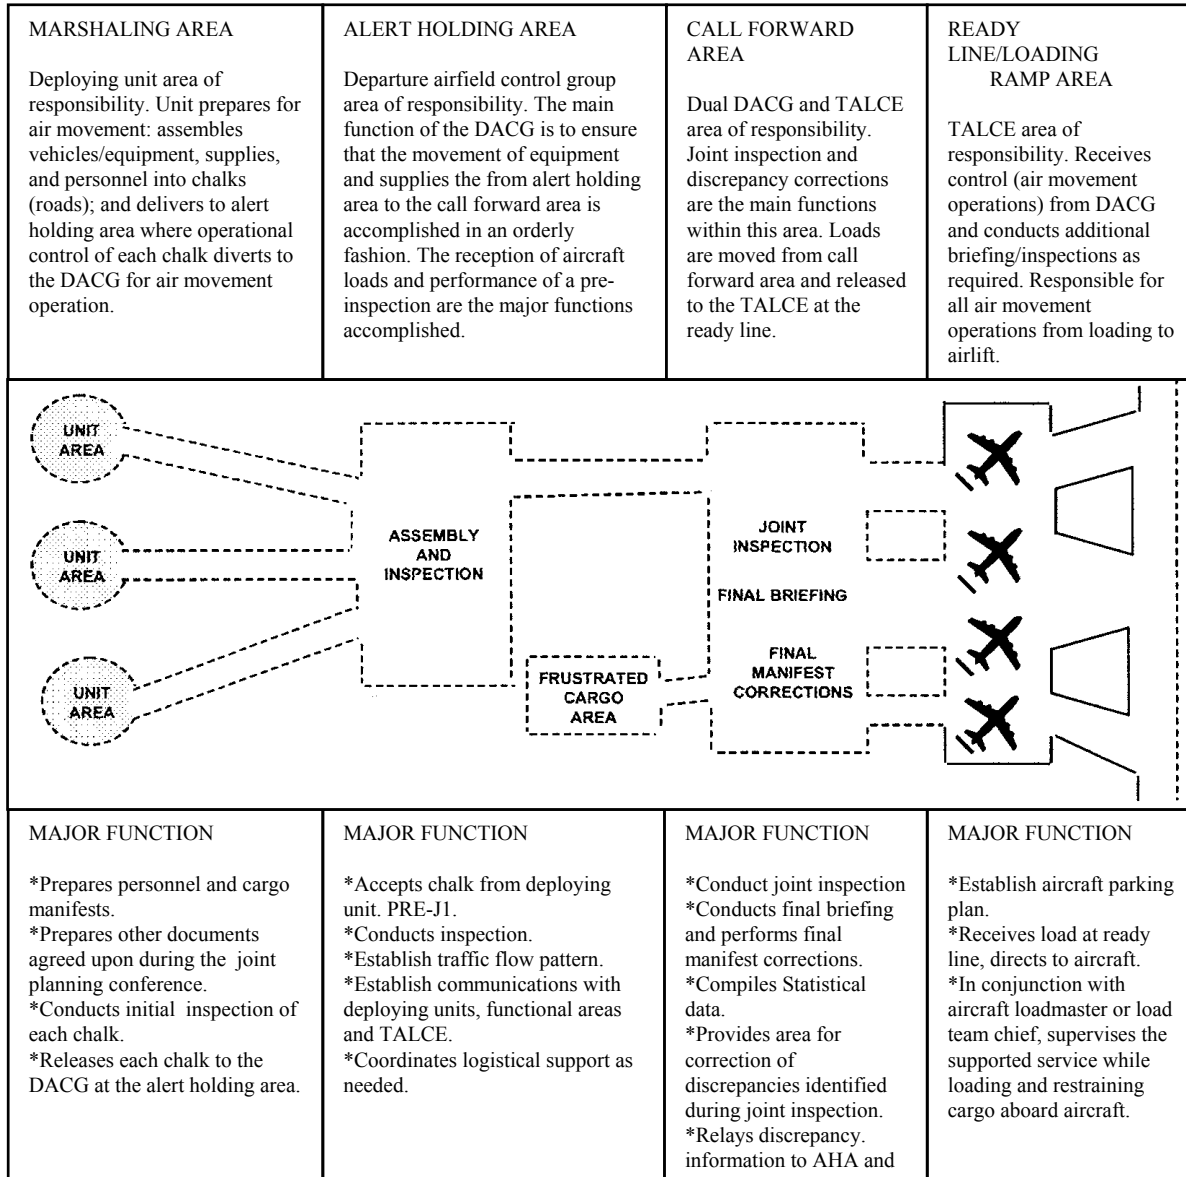 MARSHALING AREA
Deploying unit area of
responsibility. Unit prepares for
air movement: assembles
vehicles/equipment, supplies,
and personnel into chalks
(roads); and delivers to alert
holding area where operational
control of each chalk diverts to
the DACG for air movement
operation.
ALERT HOLDING AREA
Departure airfield control group
area of responsibility. The main
function of the DACG is to ensure
that the movement of equipment
and supplies the from alert holding
area to the call forward area is
accomplished in an orderly
fashion. The reception of aircraft
loads and performance of a pre-
inspection are the major functions
accomplished.
CALL FORWARD
AREA
Dual DACG and TALCE
area of responsibility.
Joint inspection and
discrepancy corrections
are the main functions
within this area. Loads
are moved from call
forward area and released
to the TALCE at the
ready line.
READY
LINE/LOADING
RAMP AREA
TALCE area of
responsibility. Receives
control (air movement
operations) from DACG
and conducts additional
briefing/inspections as
required. Responsible for
all air movement
operations from loading to
airlift.
UNIT
AREA
UNIT
AREA
UNIT
AREA
ASSEMBLY
AND
INSPECTION
FRUSTRATED
CARGO
AREA
JOINT
INSPECTION
FINAL BRIEFING
FINAL
MANIFEST
CORRECTIONS
MAJOR FUNCTION
*Prepares personnel and cargo
manifests.
*Prepares other documents
agreed upon during the joint
planning conference.
*Conducts initial inspection of
each chalk.
*Releases each chalk to the
DACG at the alert holding area.
MAJOR FUNCTION
*Accepts chalk from deploying
unit. PRE-J1.
*Conducts inspection.
*Establish traffic flow pattern.
*Establish communications with
deploying units, functional areas
and TALCE.
*Coordinates logistical support as
needed.
MAJOR FUNCTION
*Conduct joint inspection
*Conducts final briefing
and performs final
manifest corrections.
*Compiles Statistical
data.
*Provides area for
correction of
discrepancies identified
during joint inspection.
*Relays discrepancy.
information to AHA and
MAJOR FUNCTION
*Establish aircraft parking
plan.
*Receives load at ready
line, directs to aircraft.
*In conjunction with
aircraft loadmaster or load
team chief, supervises the
supported service while
loading and restraining
cargo aboard aircraft.